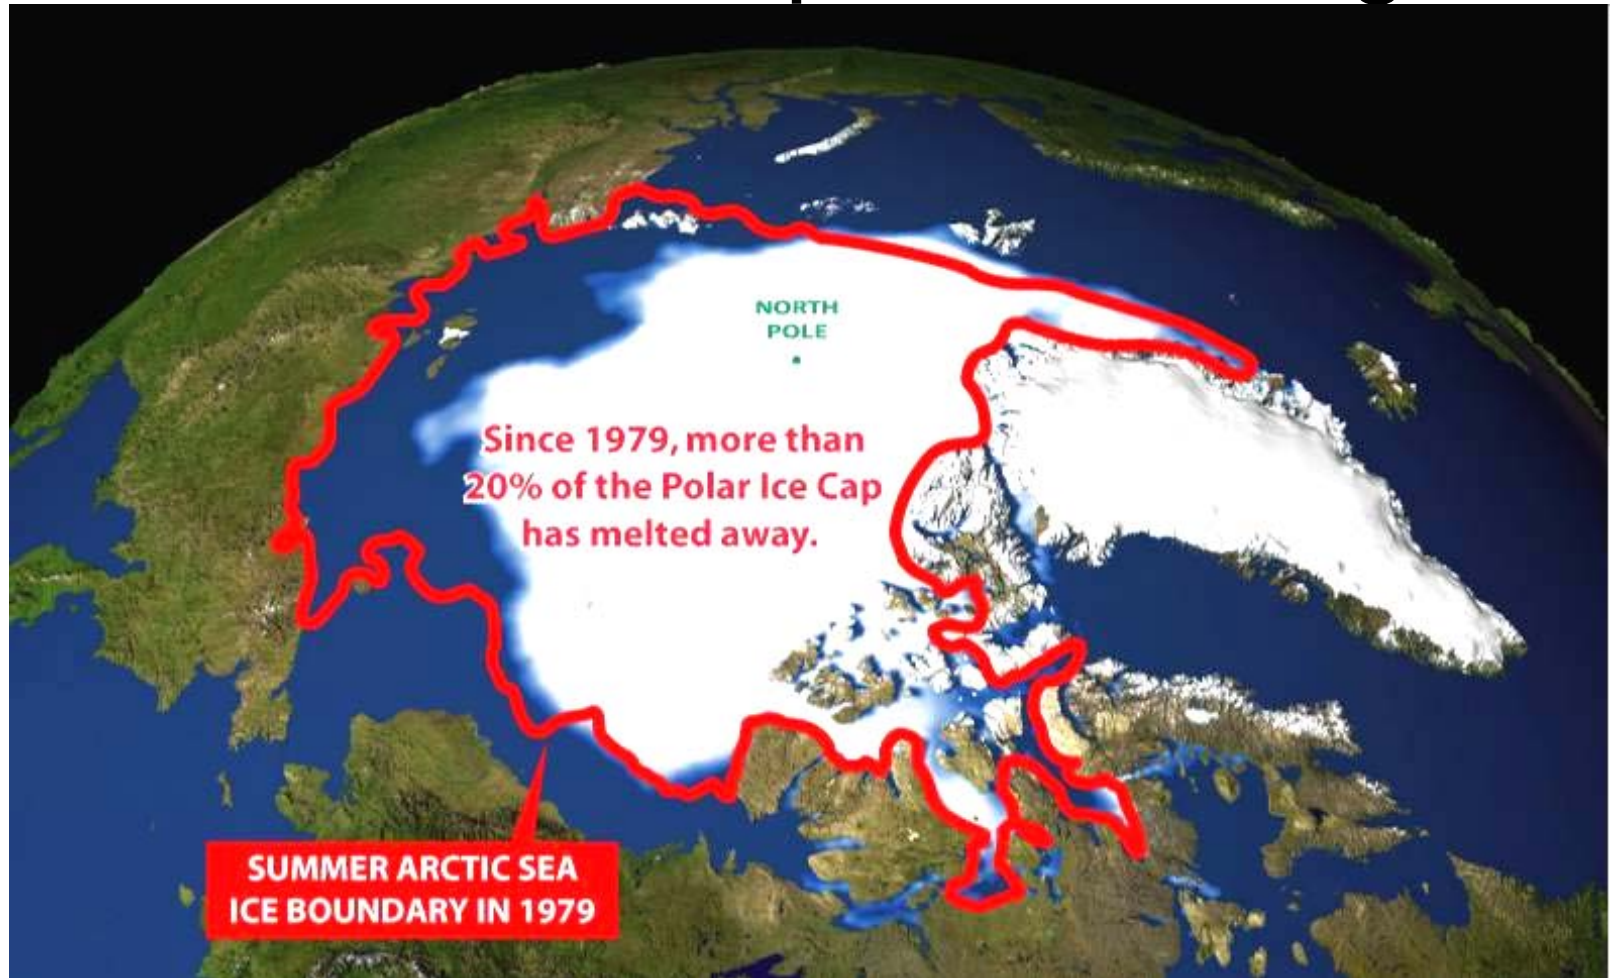 NORTH
POLE
Since 1979, more than
20% of the Polar Ice Cap
has melted away.
SUMMER ARCTIC SEA
ICE BOUNDARY IN 1979